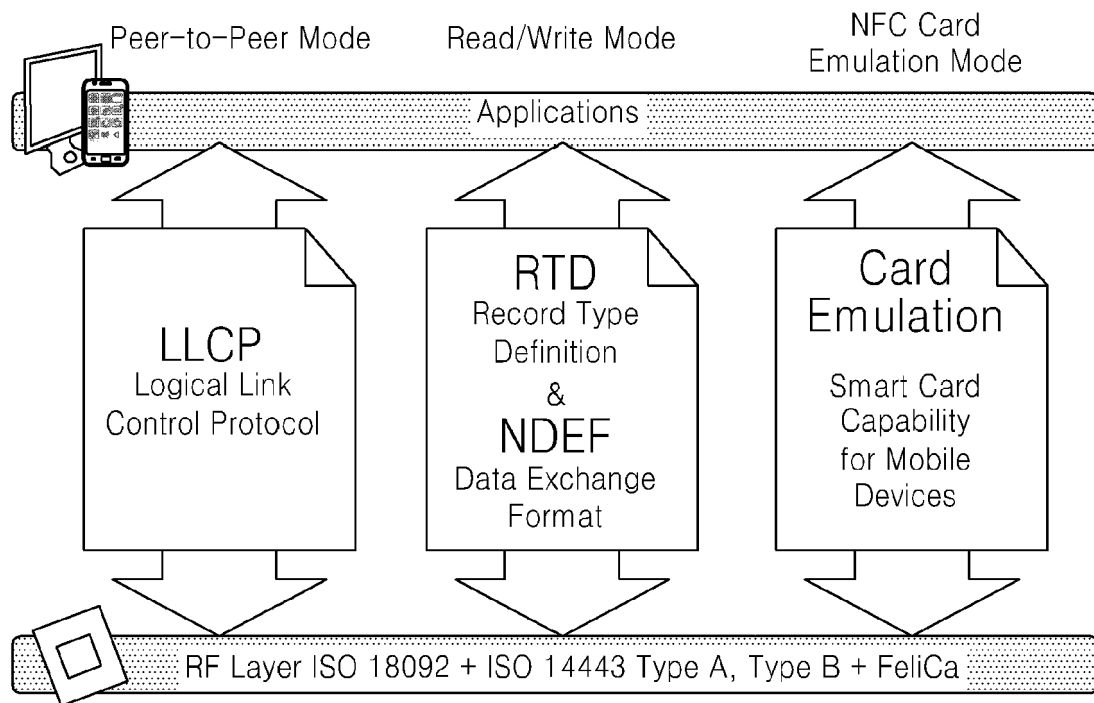 Peer-to-Peer Mode
Read/Write Mode
NFC Card
Emulation Mode
Applications
LLCP
Logical Link
Control Protocol
RTD
Record Type
Definition
&
NDEF
Data Exchange
Format
Card
Emulation
Smart Card
Capability
for Mobile
Devices
RF Layer ISO 18092 + ISO 14443 Type A, Type B + FeliCa